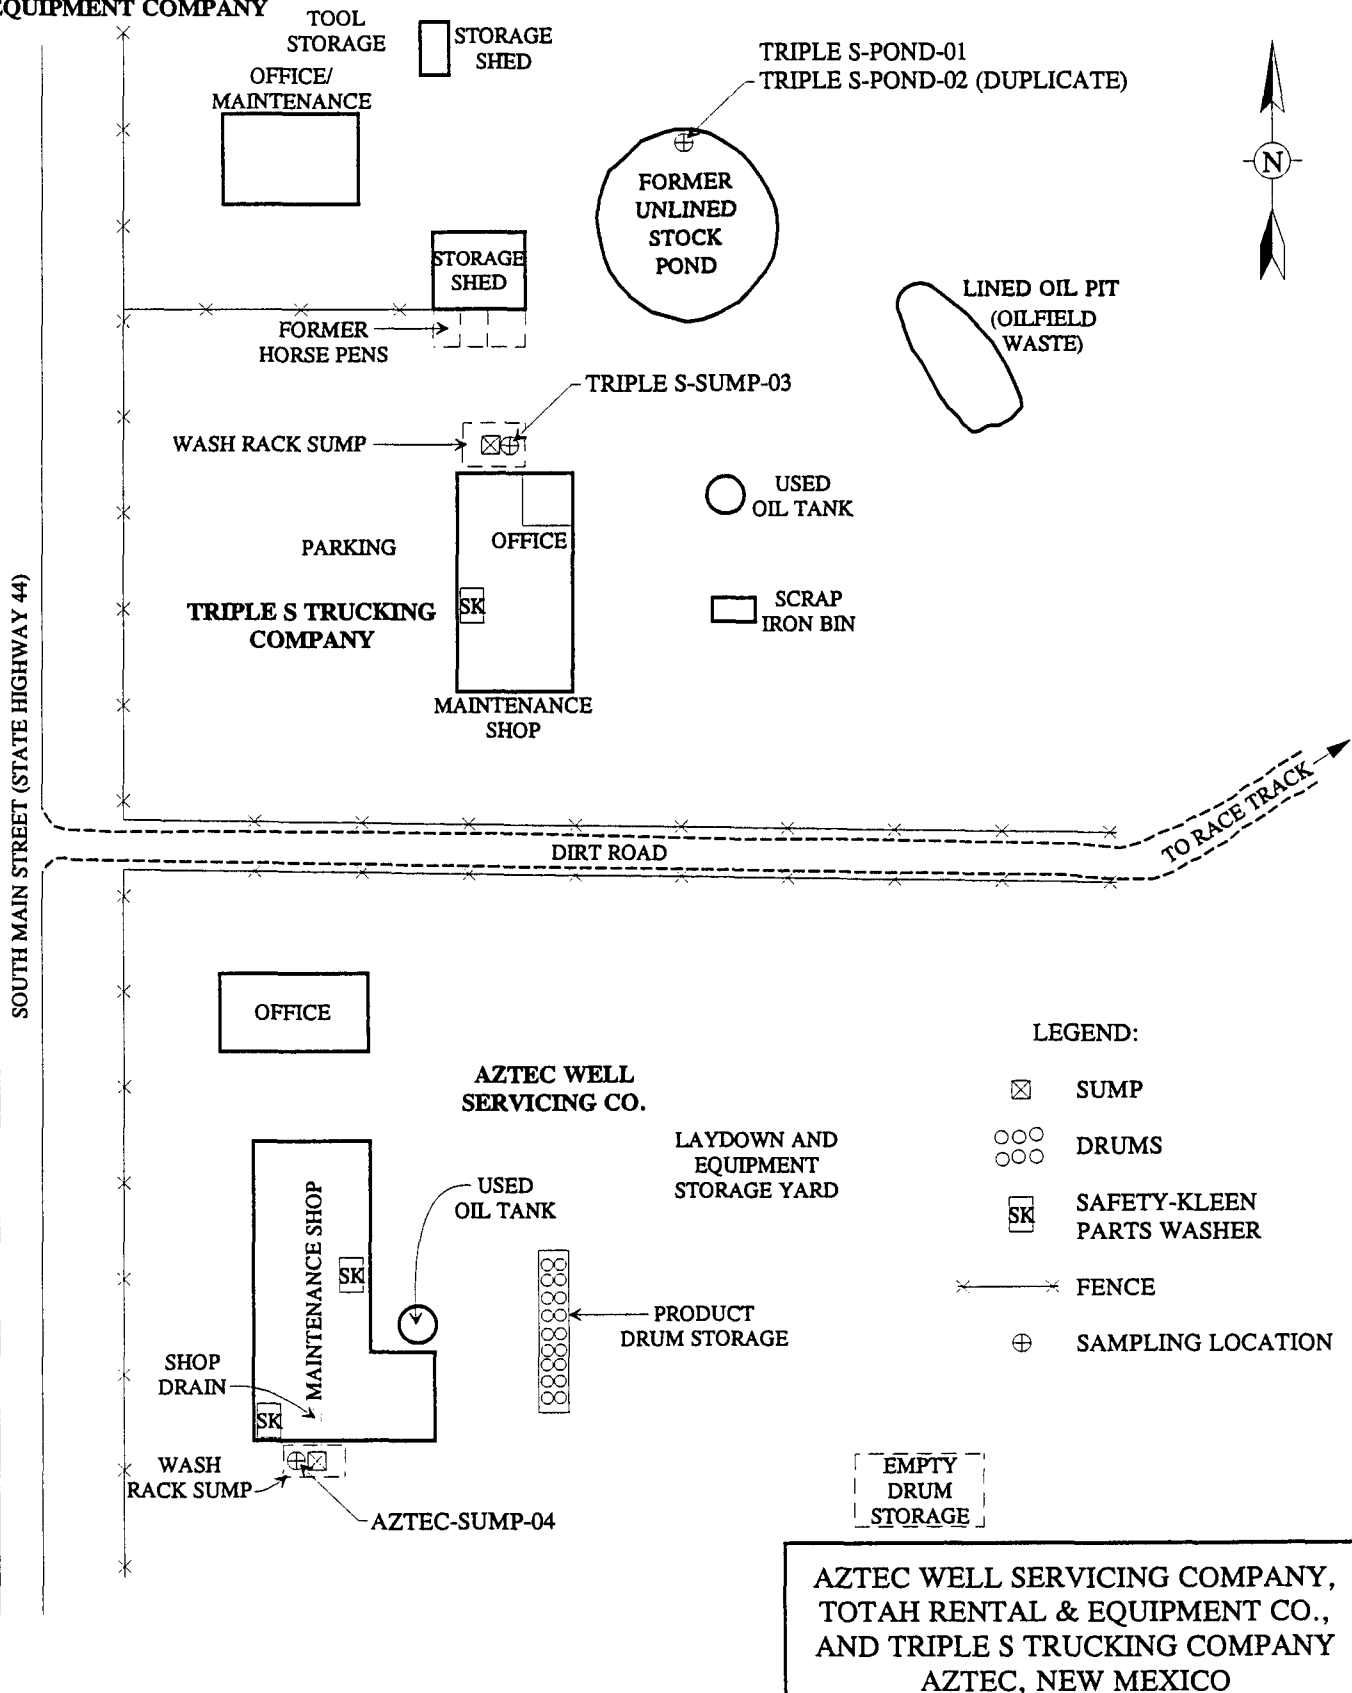 EQUIPMENT COMPANY
TOOL
STORAGE
STORAGE
SHED
OFFICE/
MAINTENANCE
TRIPLE S-POND-01
TRIPLE S-POND-02 (DUPLICATE)
N
FORMER
UNLINED
STOCK
POND
STORAGE
SHED
LINED OIL PIT
(OILFIELD
WASTE)
FORMER
HORSE PENS
TRIPLE S-SUMP-03
WASH RACK SUMP
USED
OIL TANK
OFFICE
PARKING
SK
SCRAP
IRON BIN
TRIPLE S TRUCKING
COMPANY
MAINTENANCE
SHOP
SOUTH MAIN STREET (STATE HIGHWAY 44)
DIRT ROAD
TO RACE TRACK
OFFICE
AZTEC WELL
SERVICING CO.
LAYDOWN AND
EQUIPMENT
STORAGE YARD
MAINTENANCE SHOP
USED
OIL TANK
SK
PRODUCT
DRUM STORAGE
SHOP
DRAIN
SK
WASH
RACK SUMP
AZTEC-SUMP-04
LEGEND:
SUMP
DRUMS
SK
SAFETY-KLEEN
PARTS WASHER
FENCE
SAMPLING LOCATION
EMPTY
DRUM
STORAGE
AZTEC WELL SERVICING COMPANY,
TOTAH RENTAL & EQUIPMENT CO.,
AND TRIPLE S TRUCKING COMPANY
AZTEC, NEW MEXICO